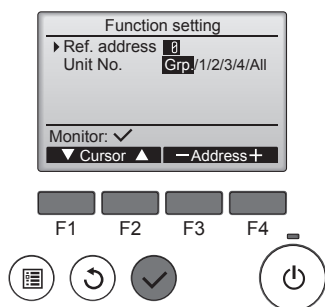 Function setting
Ref. address 0
Unit No. Grp./1/2/3/4/All
Monitor: ✓
▼ Cursor ▲ −Address+
F1 F2 F3 F4